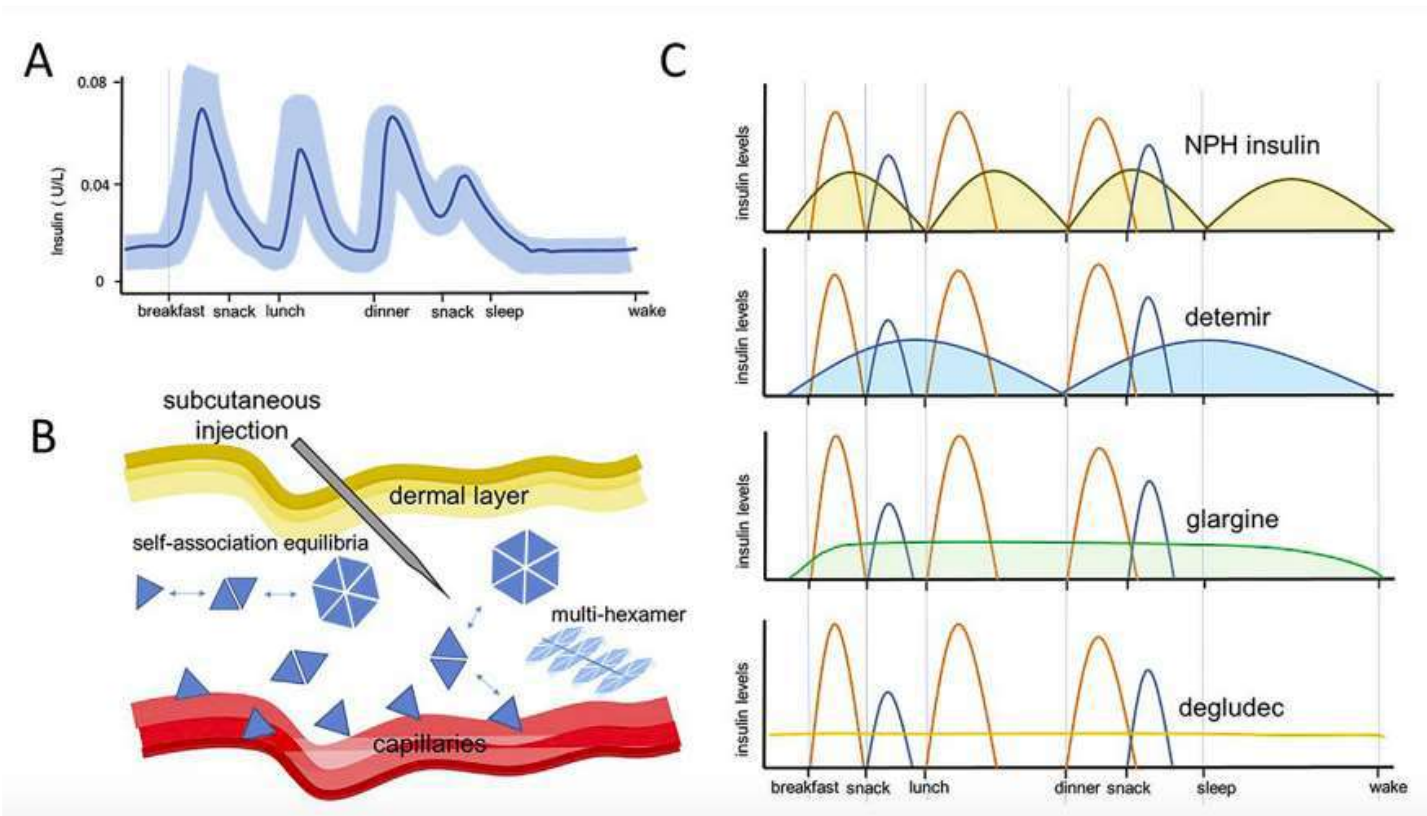 A
0.08
0.04
0
Insulin ( U/L)
breakfast snack lunch dinner snack sleep wake
B
subcutaneous
injection
dermal layer
self-association equilibria
multi-hexamer
capillaries
C
insulin levels
NPH insulin
insulin levels
detemir
insulin levels
glargine
insulin levels
degludec
breakfast snack lunch dinner snack sleep wake